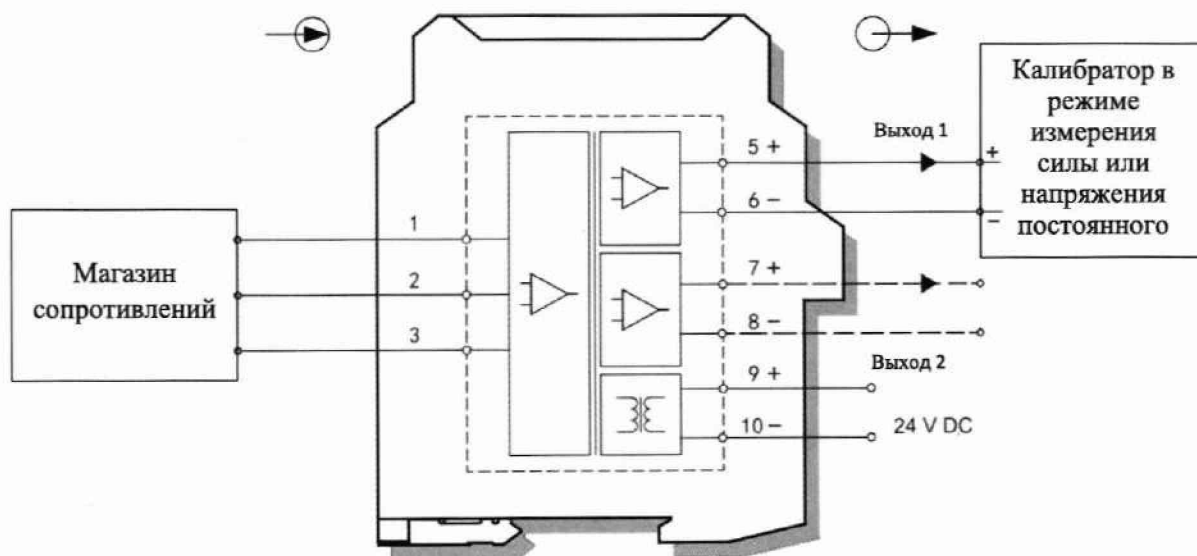 Калибратор в
режиме
измерения
силы или
напряжения
постоянного
Выход 1
5 +
+
6 −
−
1
Магазин
сопротивлений
2
3
7 +
8 −
Выход 2
9 +
10 −
24 V DC